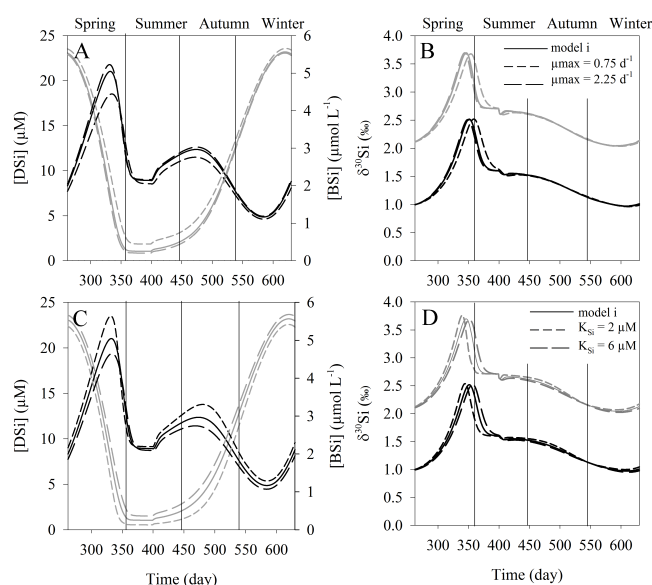 Spring Summer Autumn Winter Spring Summer Autumn Winter
A
[DSi] (µM)
25
20
15
10
5
0
[BSi] (µmol L⁻¹)
6
5
4
3
2
1
0
300 350 400 450 500 550 600
B
model i
µmax = 0.75 d⁻¹
µmax = 2.25 d⁻¹
δ³⁰Si (‰)
4.0
3.5
3.0
2.5
2.0
1.5
1.0
0.5
0.0
300 350 400 450 500 550 600
C
[DSi] (µM)
25
20
15
10
5
0
[BSi] (µmol L⁻¹)
6
5
4
3
2
1
0
300 350 400 450 500 550 600
Time (day)
D
model i
K_Si = 2 µM
K_Si = 6 µM
δ³⁰Si (‰)
4.0
3.5
3.0
2.5
2.0
1.5
1.0
0.5
0.0
300 350 400 450 500 550 600
Time (day)